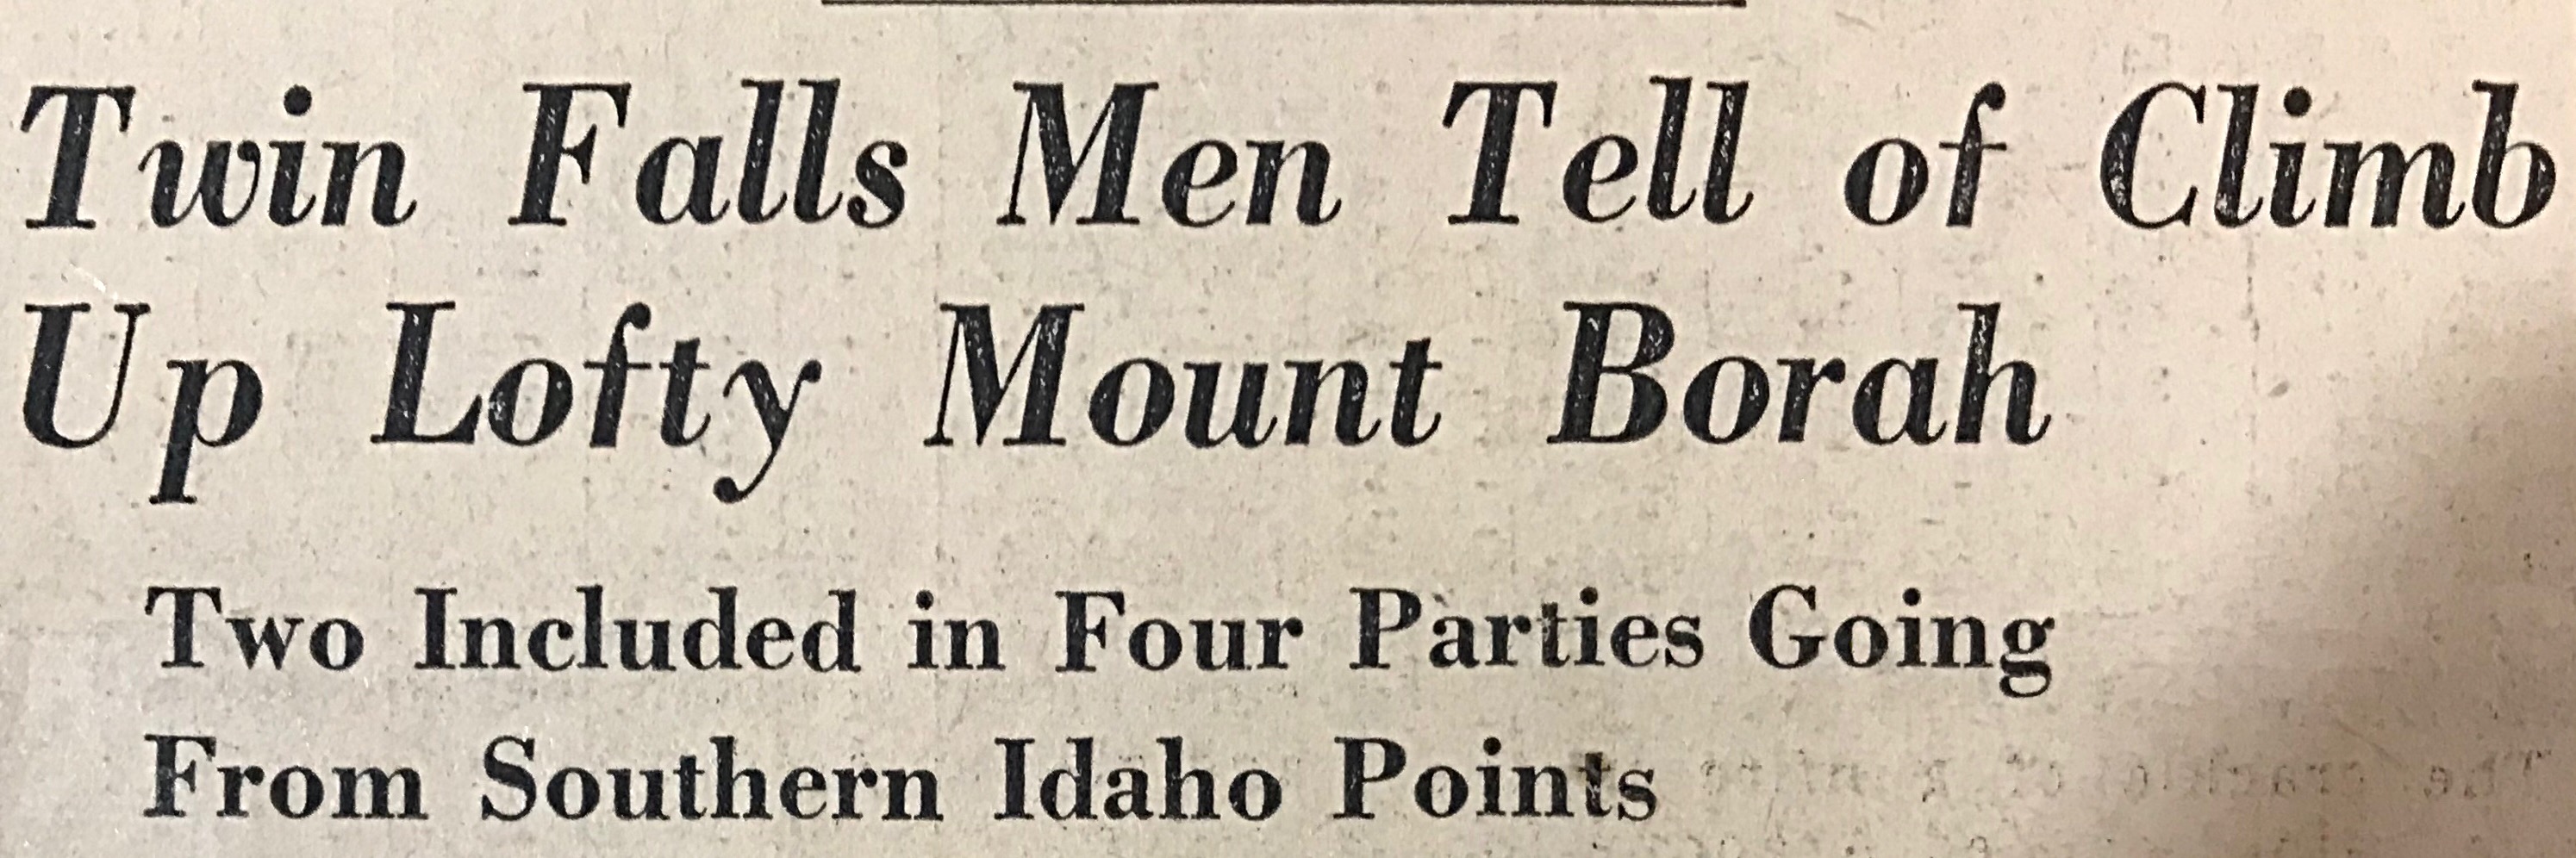 Twin Falls Men Tell of Climb
Up Lofty Mount Borah
Two Included in Four Parties Going
From Southern Idaho Points